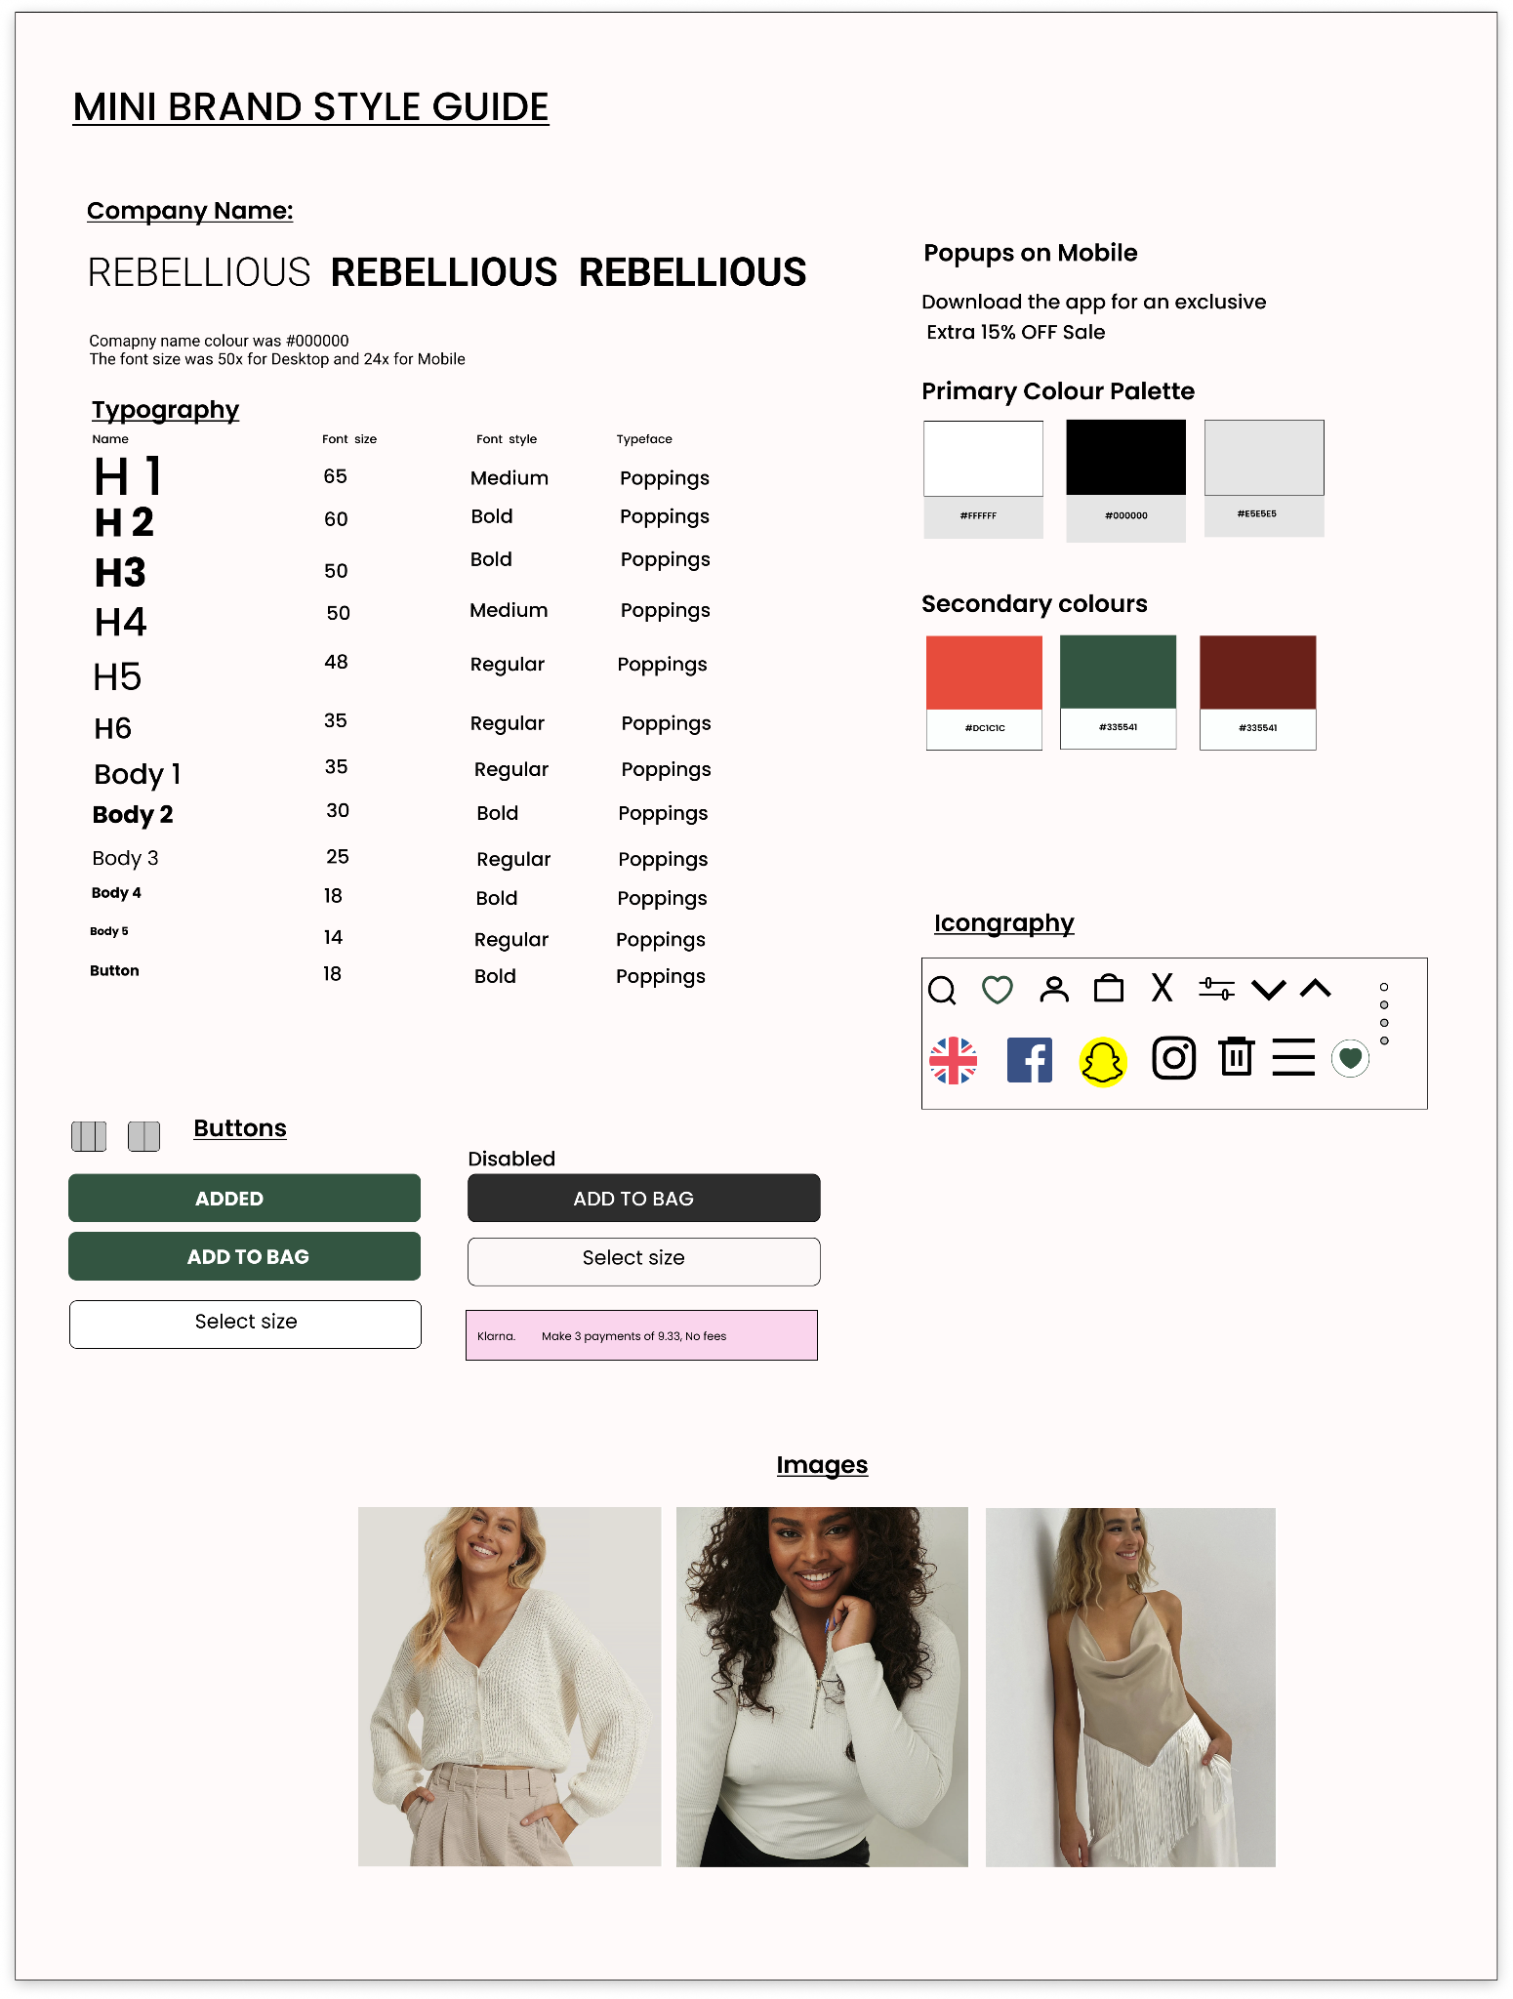 MINI BRAND STYLE GUIDE
Company Name:
REBELLIOUS REBELLIOUS REBELLIOUS
Comapny name colour was #000000
The font size was 50x for Desktop and 24x for Mobile
Typography
Name Font size Font style Typeface
H 1 65 Medium Poppings
H 2 60 Bold Poppings
H3 50 Bold Poppings
H4 50 Medium Poppings
H5 48 Regular Poppings
H6 35 Regular Poppings
Body 1 35 Regular Poppings
Body 2 30 Bold Poppings
Body 3 25 Regular Poppings
Body 4 18 Bold Poppings
Body 5 14 Regular Poppings
Button 18 Bold Poppings
Popups on Mobile
Download the app for an exclusive
Extra 15% OFF Sale
Primary Colour Palette
#FFFFFF #000000 #E5E5E5
Secondary colours
#DC1C1C #335541 #335541
Icongraphy
Buttons
ADDED
ADD TO BAG
Select size
Disabled
ADD TO BAG
Select size
Klarna. Make 3 payments of 9.33, No fees
Images